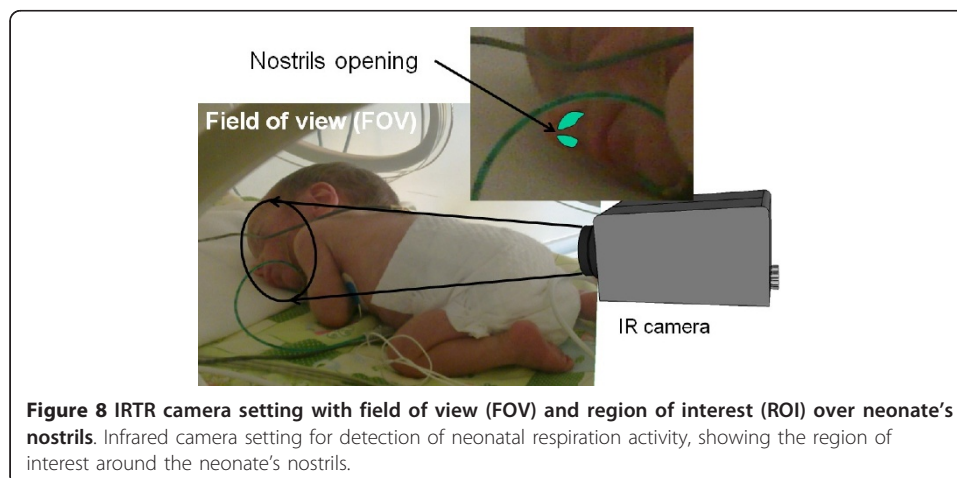 Nostrils opening
Field of view (FOV)
IR camera
Figure 8 IRTR camera setting with field of view (FOV) and region of interest (ROI) over neonate's
nostrils. Infrared camera setting for detection of neonatal respiration activity, showing the region of
interest around the neonate's nostrils.